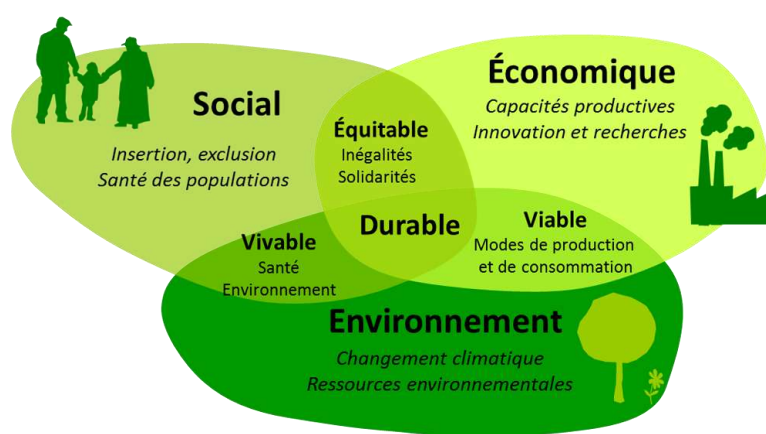 Social
Insertion, exclusion
Santé des populations
Économique
Capacités productives
Innovation et recherches
Équitable
Inégalités
Solidarités
Durable
Vivable
Santé
Environnement
Viable
Modes de production
et de consommation
Environnement
Changement climatique
Ressources environnementales